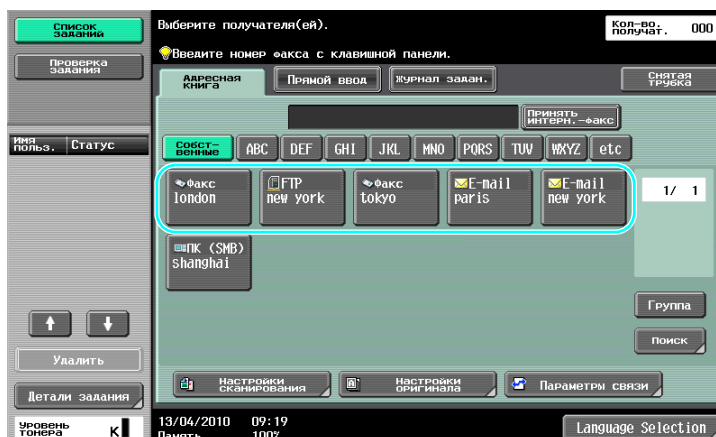 Список
заданий
Проверка
задания
Имя
польз.
Статус
Удалить
Детали задания
Уровень
тонера
K
Выберите получателя(ей).
Кол-во.
получат.
000
Введите номер факса с клавишной панели.
Адресная
книга
Прямой ввод
Журнал задан.
Снятая
трубка
Принять
интерн.-факс
Собст-
венные
ABC
DEF
GHI
JKL
MNO
PQRS
TUV
WXYZ
etc
Факс
london
FTP
new york
Факс
tokyo
E-mail
paris
E-mail
new york
1/ 1
ПК (SMB)
shanghai
Группа
Поиск
Настройки
сканирования
Настройки
оригинала
Параметры связи
13/04/2010 09:19
Память 100%
Language Selection